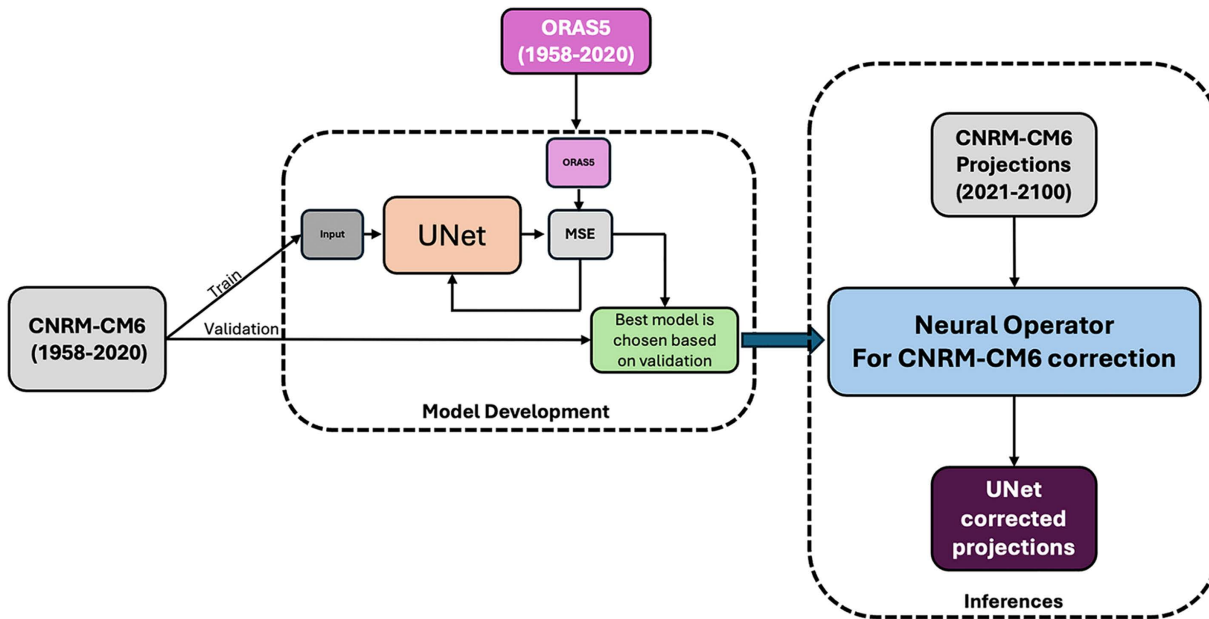 ORAS5
(1958-2020)
ORAS5
Input
UNet
MSE
Train
Validation
CNRM-CM6
(1958-2020)
Best model is
chosen based
on validation
Model Development
CNRM-CM6
Projections
(2021-2100)
Neural Operator
For CNRM-CM6 correction
UNet
corrected
projections
Inferences